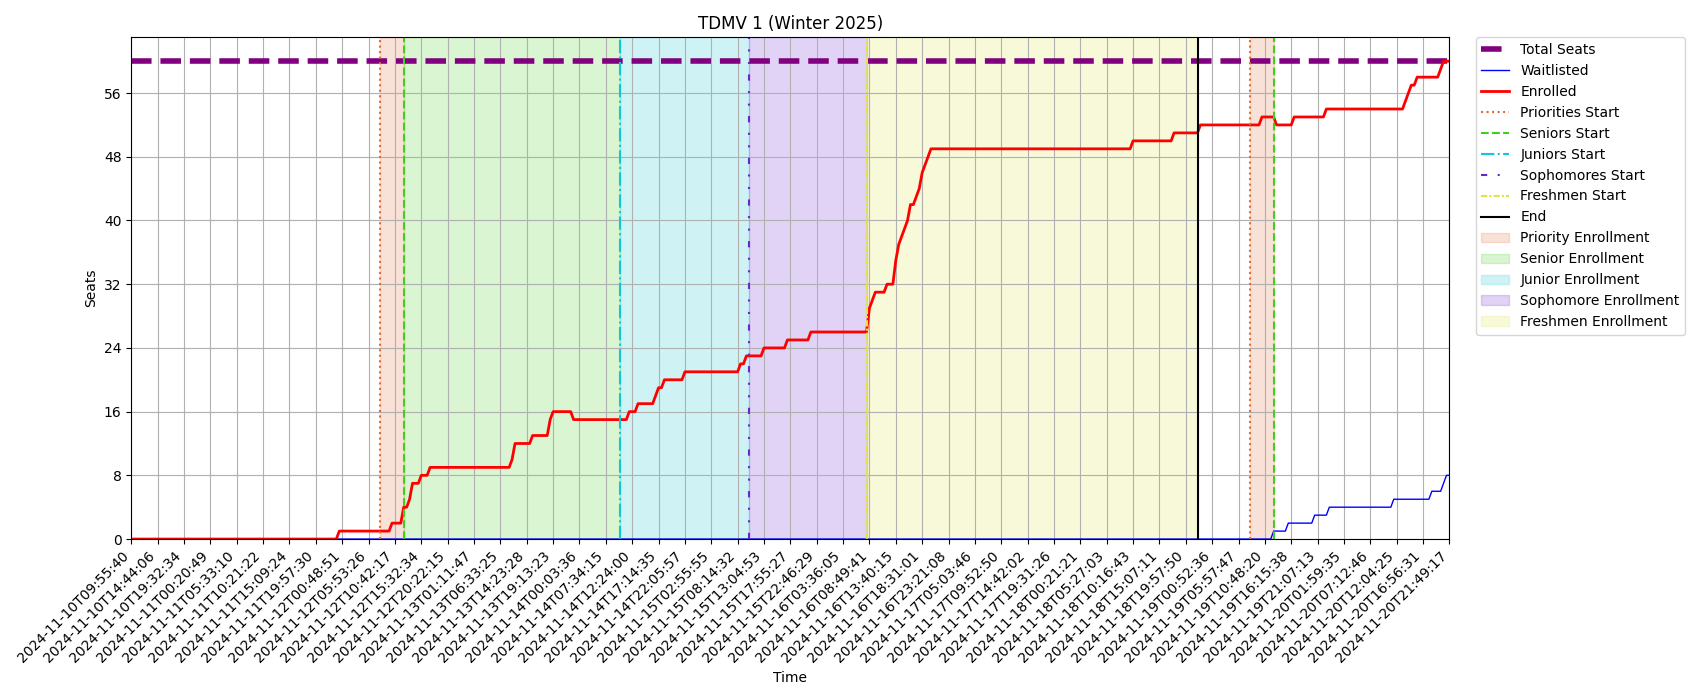 TDMV 1 (Winter 2025)
Total Seats
Waitlisted
Enrolled
Priorities Start
Seniors Start
Juniors Start
Sophomores Start
Freshmen Start
End
Priority Enrollment
Senior Enrollment
Junior Enrollment
Sophomore Enrollment
Freshmen Enrollment
Seats
56
48
40
32
24
16
8
0
2024-11-10T09:55:40
2024-11-10T14:44:06
2024-11-10T19:32:34
2024-11-11T00:20:49
2024-11-11T05:33:10
2024-11-11T10:21:22
2024-11-11T15:09:24
2024-11-11T19:57:30
2024-11-12T00:48:51
2024-11-12T05:53:26
2024-11-12T10:42:17
2024-11-12T15:32:34
2024-11-12T20:22:15
2024-11-13T01:11:47
2024-11-13T06:33:25
2024-11-13T14:23:28
2024-11-13T19:13:23
2024-11-14T00:03:36
2024-11-14T07:34:15
2024-11-14T12:24:00
2024-11-14T17:14:35
2024-11-14T22:05:57
2024-11-15T02:55:55
2024-11-15T08:14:32
2024-11-15T13:04:53
2024-11-15T17:55:27
2024-11-15T22:46:29
2024-11-16T03:36:05
2024-11-16T08:49:41
2024-11-16T13:40:15
2024-11-16T18:31:01
2024-11-16T23:21:08
2024-11-17T05:03:46
2024-11-17T09:52:50
2024-11-17T14:42:02
2024-11-17T19:31:26
2024-11-18T00:21:21
2024-11-18T05:27:03
2024-11-18T10:16:43
2024-11-18T15:07:11
2024-11-18T19:57:50
2024-11-19T00:52:36
2024-11-19T05:57:47
2024-11-19T10:48:20
2024-11-19T16:15:38
2024-11-19T21:07:13
2024-11-20T01:59:35
2024-11-20T07:12:46
2024-11-20T12:04:25
2024-11-20T16:56:31
2024-11-20T21:49:17
Time